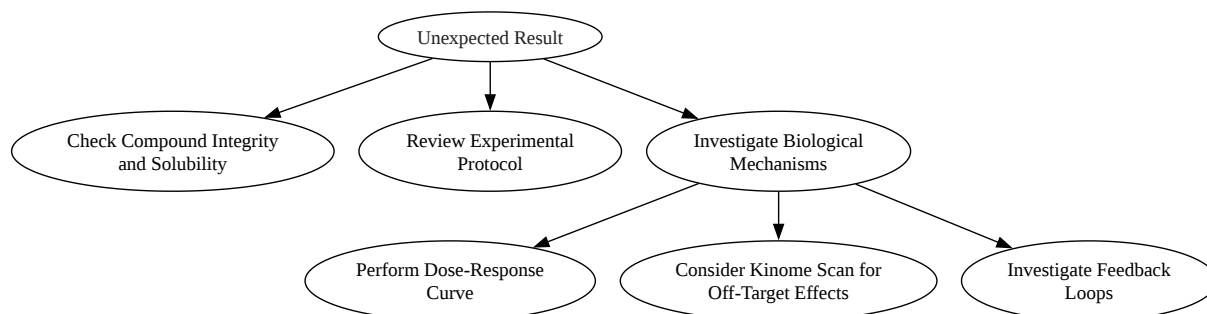 Unexpected Result
Check Compound Integrity
and Solubility
Review Experimental
Protocol
Investigate Biological
Mechanisms
Perform Dose-Response
Curve
Consider Kinome Scan for
Off-Target Effects
Investigate Feedback
Loops